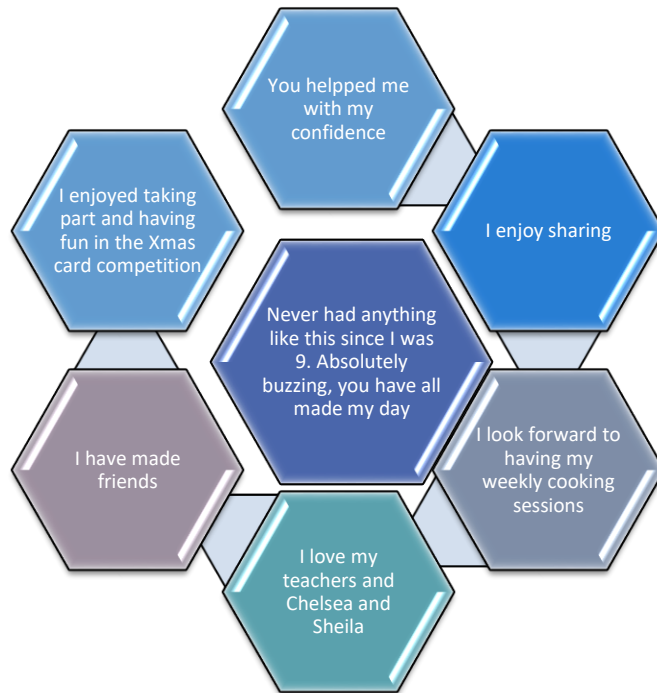 You helpped me
with my
confidence
I enjoy sharing
I look forward to
having my
weekly cooking
sessions
I love my
teachers and
Chelsea and
Sheila
I have made
friends
I enjoyed taking
part and having
fun in the Xmas
card competition
Never had anything
like this since I was
9. Absolutely
buzzing, you have all
made my day